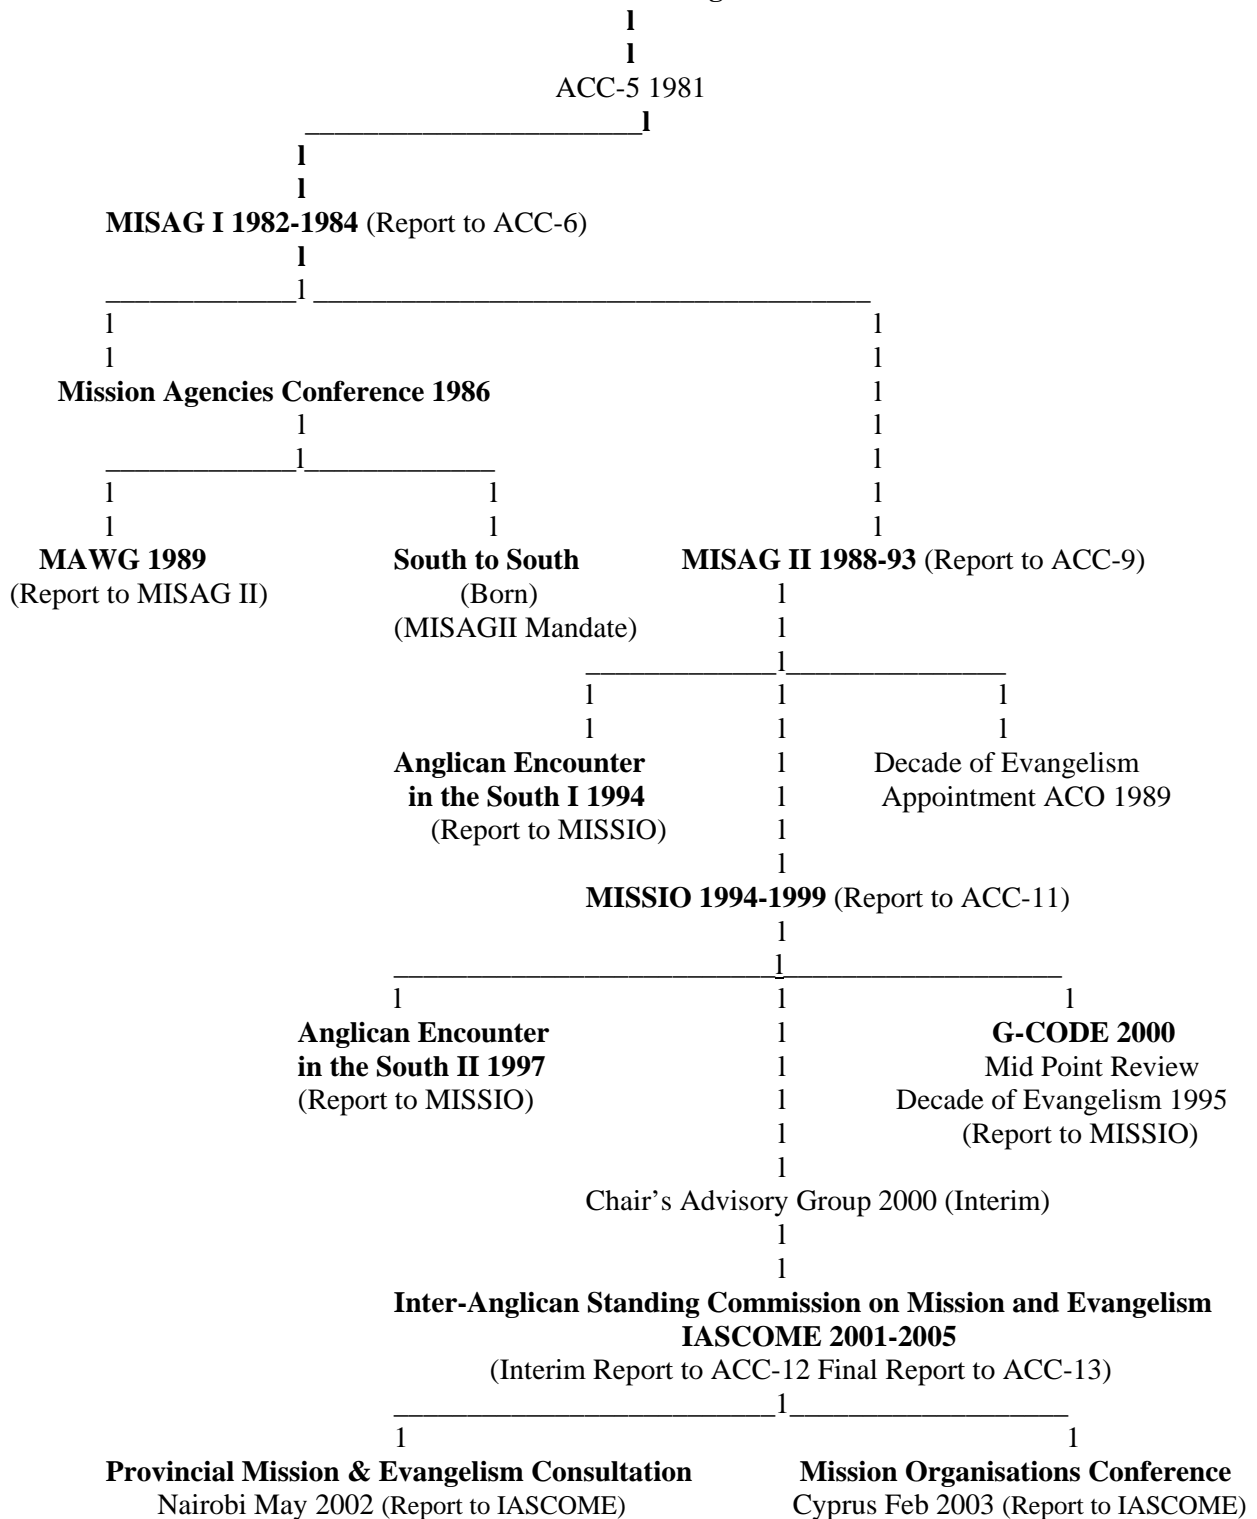 ACC-5 1981
MISAG I 1982-1984 (Report to ACC-6)
Mission Agencies Conference 1986
MAWG 1989 South to South MISAG II 1988-93 (Report to ACC-9)
(Report to MISAG II) (Born)
(MISAGII Mandate)
Anglican Encounter Decade of Evangelism
in the South I 1994 Appointment ACO 1989
(Report to MISSIO)
MISSIO 1994-1999 (Report to ACC-11)
Anglican Encounter G-CODE 2000
in the South II 1997 Mid Point Review
(Report to MISSIO) Decade of Evangelism 1995
(Report to MISSIO)
Chair's Advisory Group 2000 (Interim)
Inter-Anglican Standing Commission on Mission and Evangelism
IASCOME 2001-2005
(Interim Report to ACC-12 Final Report to ACC-13)
Provincial Mission & Evangelism Consultation Mission Organisations Conference
Nairobi May 2002 (Report to IASCOME) Cyprus Feb 2003 (Report to IASCOME)